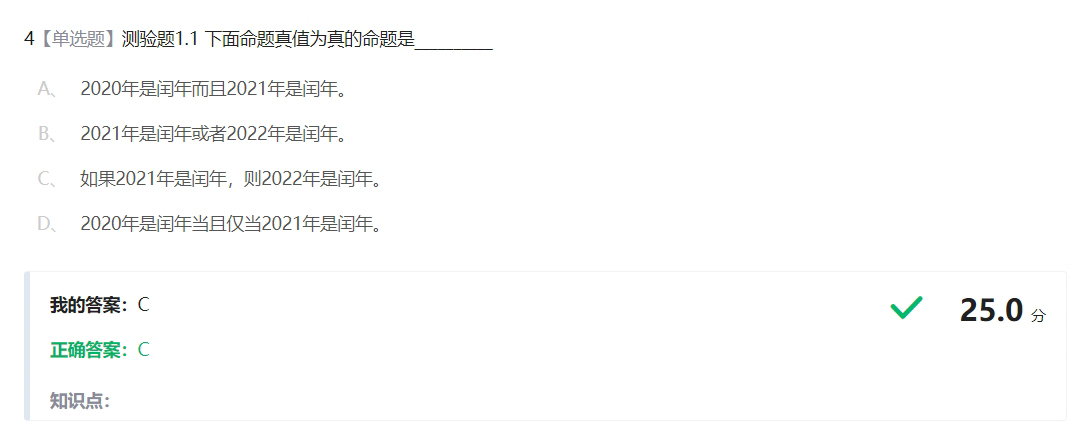 4【单选题】测验题1.1 下面命题真值为真的命题是________
A、 2020年是闰年而且2021年是闰年。
B、 2021年是闰年或者2022年是闰年。
C、 如果2021年是闰年，则2022年是闰年。
D、 2020年是闰年当且仅当2021年是闰年。
我的答案：C 25.0 分
正确答案：C
知识点：